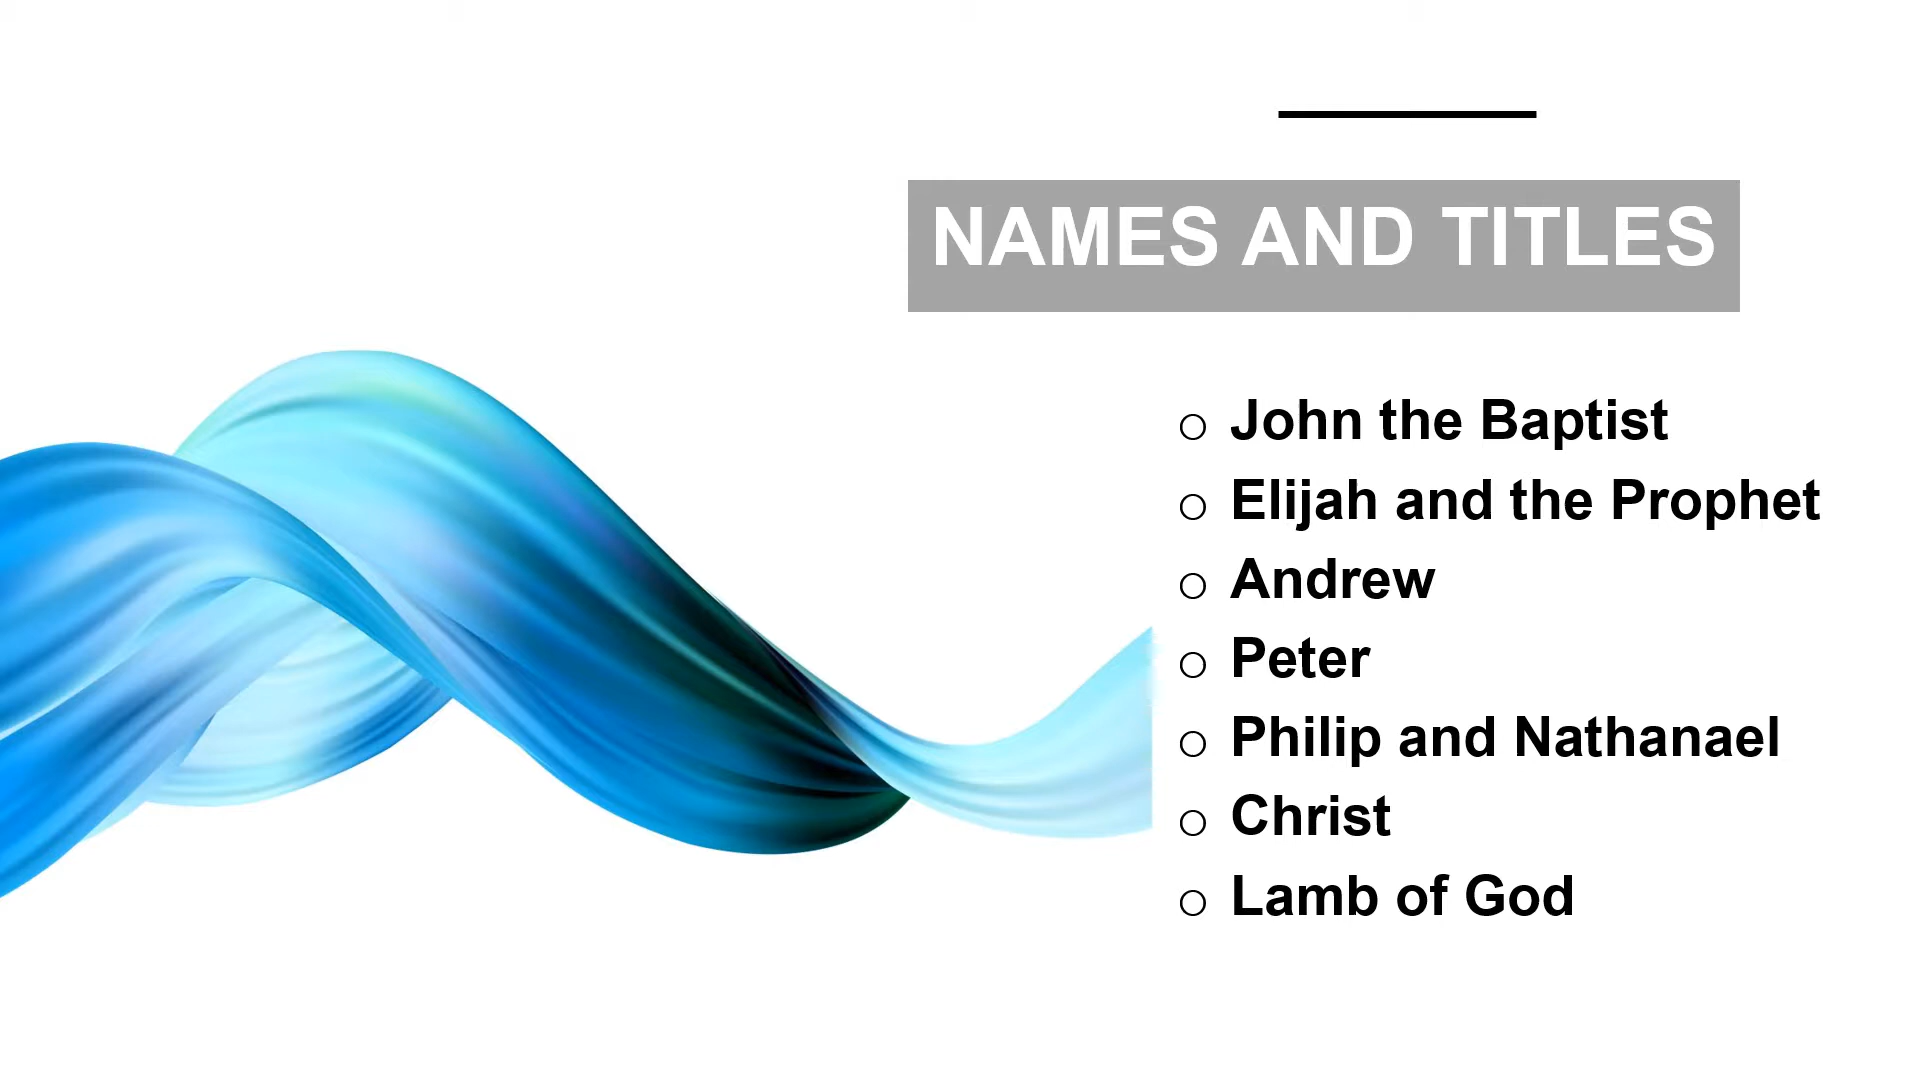 NAMES AND TITLES
○ John the Baptist
○ Elijah and the Prophet
○ Andrew
○ Peter
○ Philip and Nathanael
○ Christ
○ Lamb of God